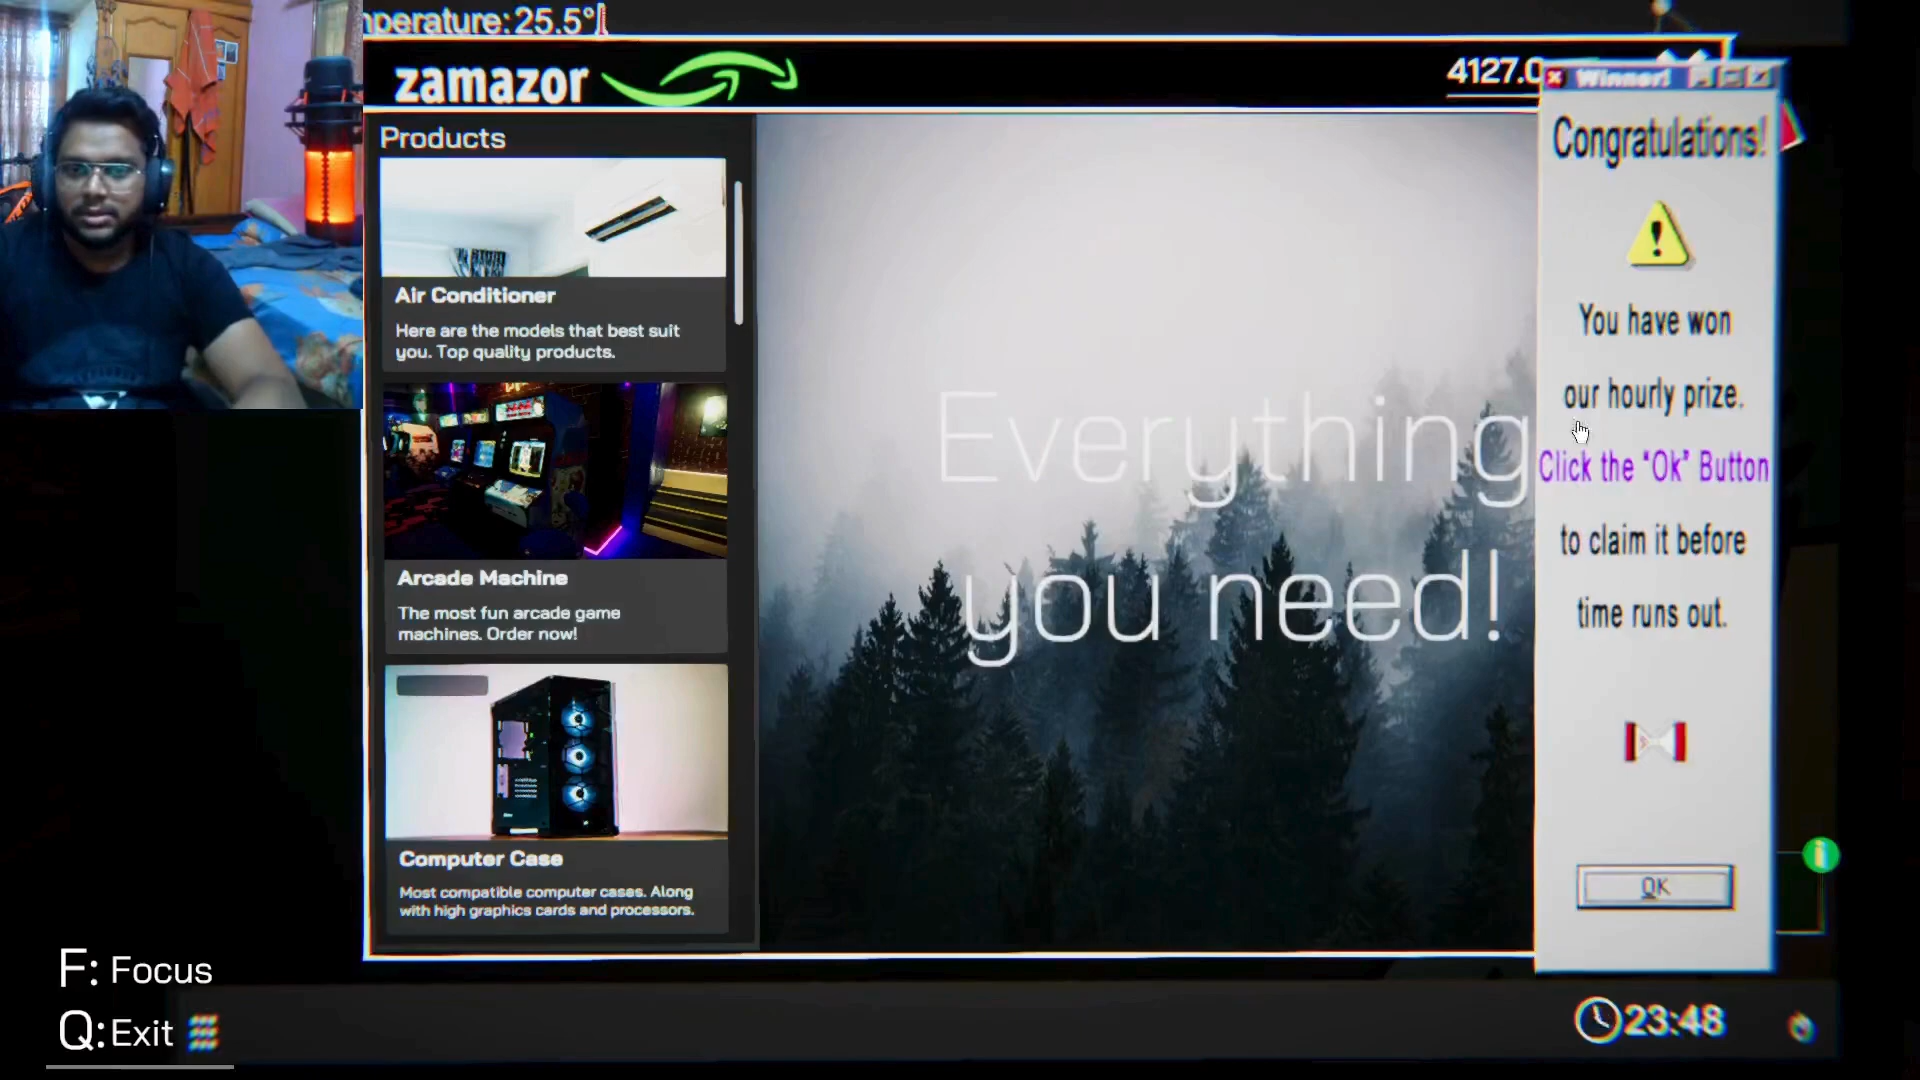 perature: 25.5°
zamazor
4127.0
Products
Air Conditioner
Here are the models that best suit
you. Top quality products.
Arcade Machine
The most fun arcade game
machines. Order now!
Computer Case
Most compatible computer cases. Along
with high graphics cards and processors.
Everything
you need!
Winner!
Congratulations!
You have won
our hourly prize.
Click the "Ok" Button
to claim it before
time runs out.
OK
F: Focus
Q: Exit
23:48